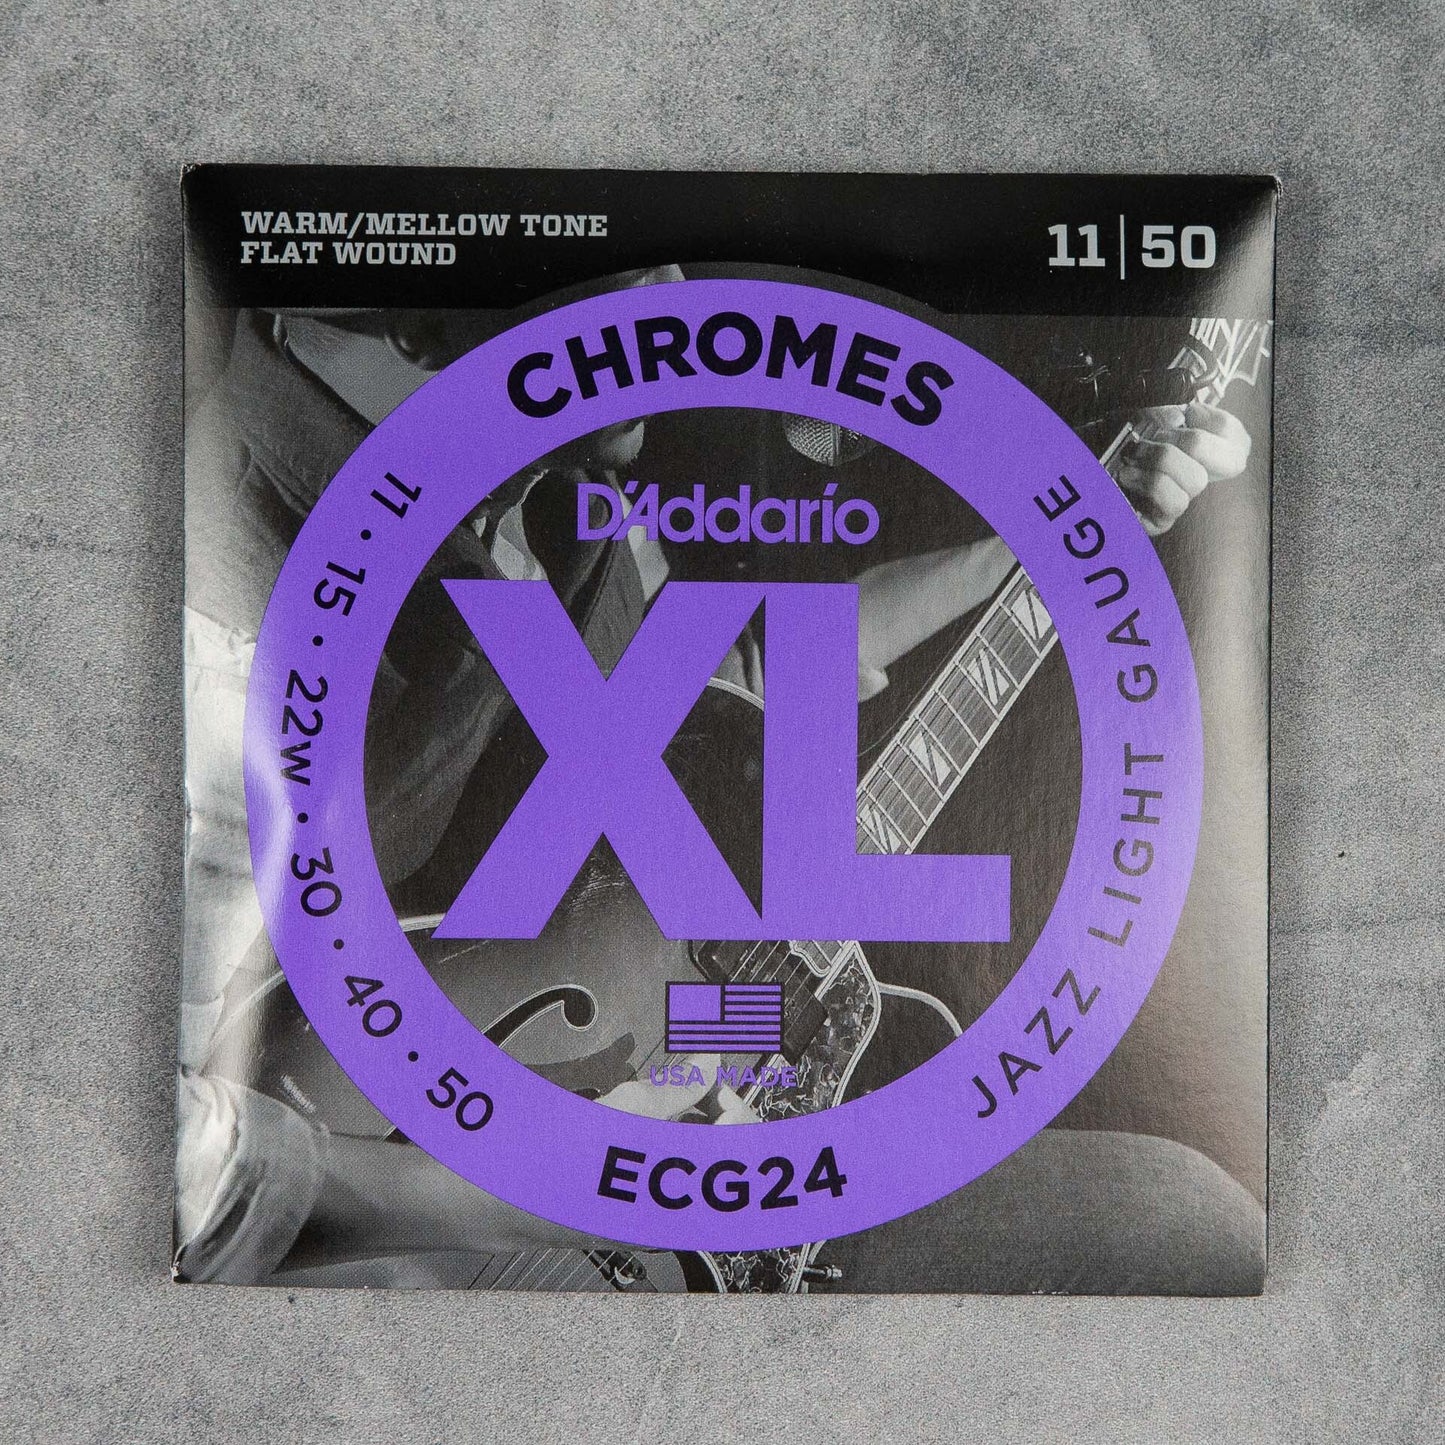 WARM/MELLOW TONE
FLAT WOUND
11|50
CHROMES
11 • 15 • 22w • 30 • 40 • 50
D'Addario
XL
JAZZ LIGHT GAUGE
USA MADE
ECG24